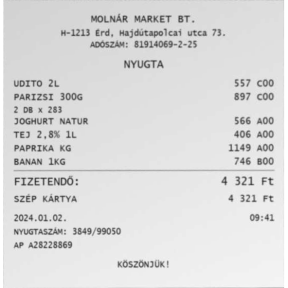 MOLNÁR MARKET BT.
H-1213 Érd, Hajdútapolcai utca 73.
ADÓSZÁM: 81914069-2-25
NYUGTA
UDITO 2L 557 C00
PARIZSI 300G 897 C00
2 DB x 283
JOGHURT NATUR 566 A00
TEJ 2,8% 1L 406 A00
PAPRIKA KG 1149 A00
BANAN 1KG 746 B00
FIZETENDŐ: 4 321 Ft
SZÉP KÁRTYA 4 321 Ft
2024.01.02. 09:41
NYUGTASZÁM: 3849/99050
AP A28228869
KÖSZÖNJÜK!